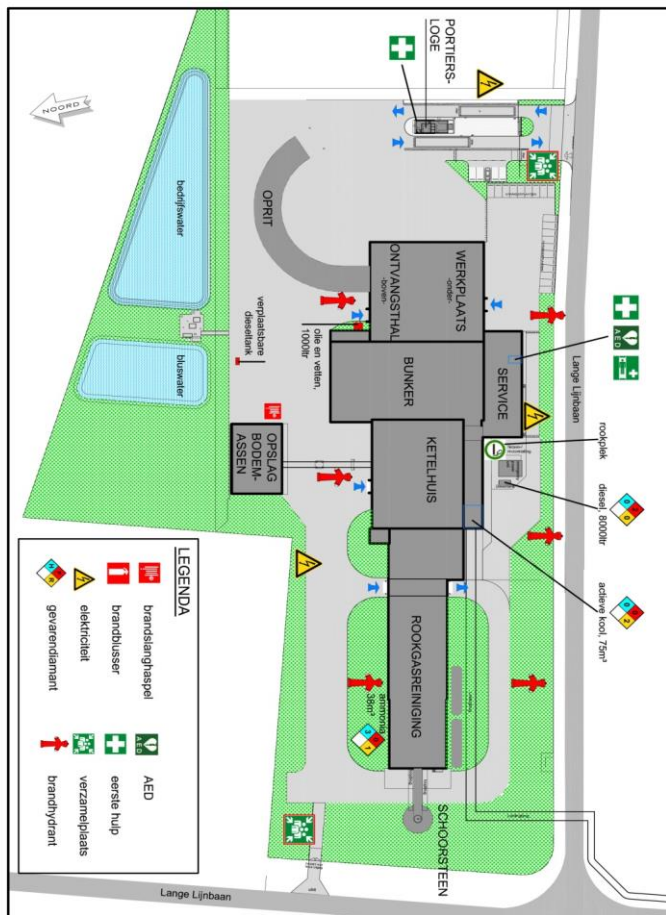 PORTIERS-
LOGE
NOORD
bedrijfswater
OPRIT
WERKPLAATS
-onder-
ONTVANGSTHAL
-boven-
Lange Lijnbaan
olie en vetten,
1000ltr
verplaatsbare
dieseltank
bluswater
BUNKER
SERVICE
AED
rookplek
diesel, 8000ltr
actieve kool, 75m³
OPSLAG
BODEM-
ASSEN
KETELHUIS
ROOKGASREINIGING
ammonia
38m³
SCHOORSTEEN
Lange Lijnbaan
LEGENDA
brandslanghaspel
brandblusser
elektriciteit
gevarendiamant
AED
AED
eerste hulp
verzamelplaats
brandhydrant